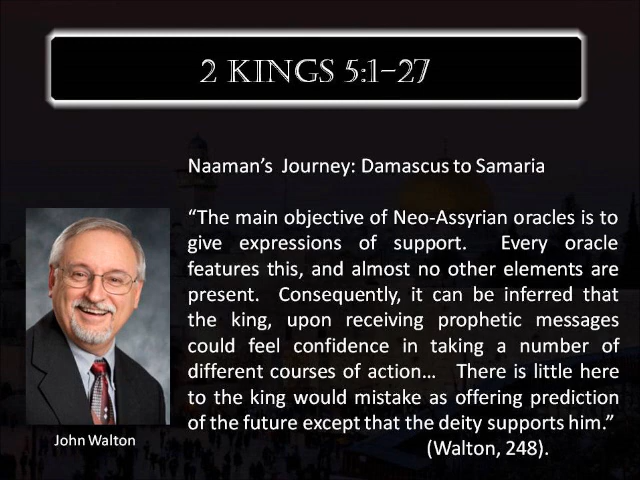 2 KINGS 5:1–27
Naaman’s Journey: Damascus to Samaria
“The main objective of Neo-Assyrian oracles is to
give expressions of support. Every oracle
features this, and almost no other elements are
present. Consequently, it can be inferred that
the king, upon receiving prophetic messages
could feel confidence in taking a number of
different courses of action… There is little here
to the king would mistake as offering prediction
of the future except that the deity supports him.”
(Walton, 248).
John Walton